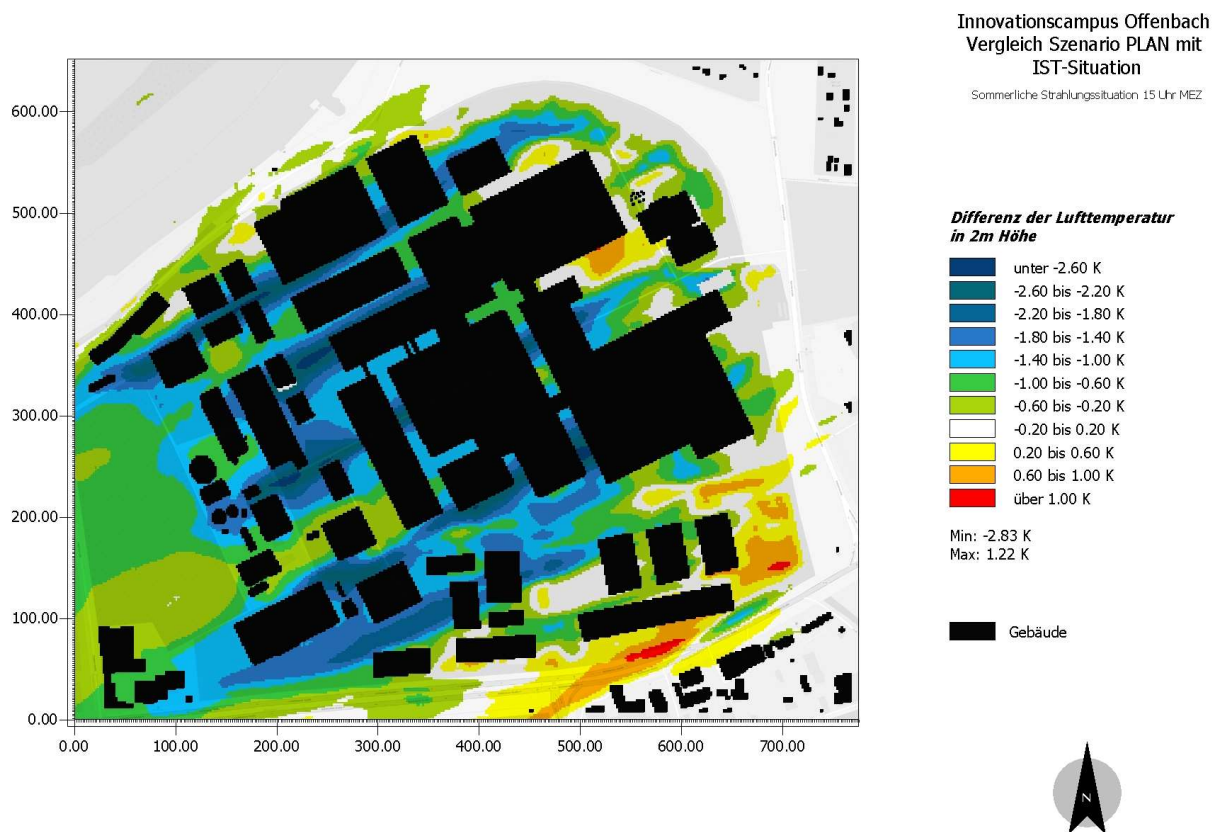 Innovationscampus Offenbach
Vergleich Szenario PLAN mit
IST-Situation
Sommerliche Strahlungssituation 15 Uhr MEZ
600.00
500.00
400.00
300.00
200.00
100.00
0.00
0.00 100.00 200.00 300.00 400.00 500.00 600.00 700.00
Differenz der Lufttemperatur
in 2m Höhe
unter -2.60 K
-2.60 bis -2.20 K
-2.20 bis -1.80 K
-1.80 bis -1.40 K
-1.40 bis -1.00 K
-1.00 bis -0.60 K
-0.60 bis -0.20 K
-0.20 bis 0.20 K
0.20 bis 0.60 K
0.60 bis 1.00 K
über 1.00 K
Min: -2.83 K
Max: 1.22 K
Gebäude
N